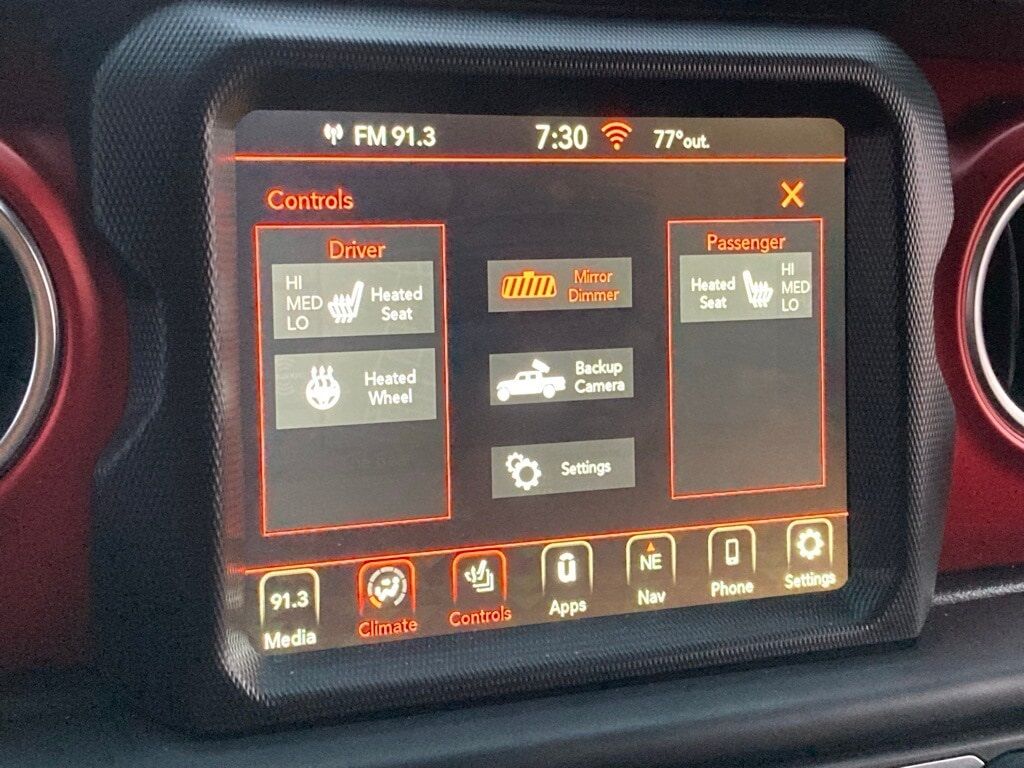 FM 91.3
7:30
77°out.
Controls
X
Driver
HI
MED
LO
Heated
Seat
Heated
Wheel
Mirror
Dimmer
Backup
Camera
Settings
Passenger
Heated
Seat
HI
MED
LO
91.3
Media
Climate
Controls
Apps
NE
Nav
Phone
Settings